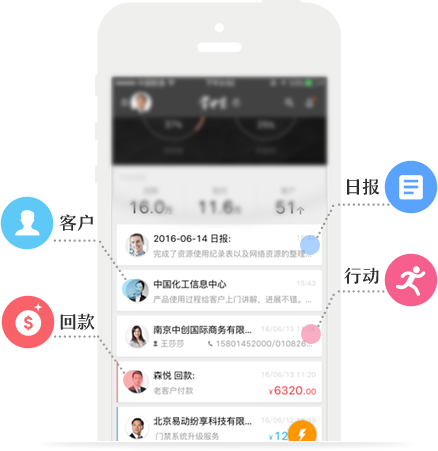 16.0万
11.6万
51个
日报
2016-06-14 日报:
完成了资源使用纪录表以及网络资源的整理...
客户
中国化工信息中心
15:43
产品使用过程给客户上门讲解、进展不错。...
行动
南京中创国际商务有限...
16/06/13 1
王莎莎
15801452000/010826...
回款
森悦 回款:
16/06/13 11
老客户付款
¥6320.00
北京易动纷享科技有限...
门禁系统升级服务
¥12